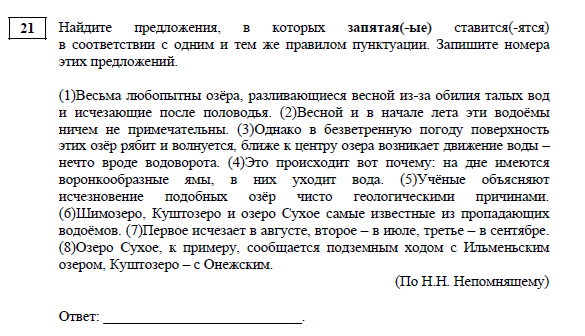 21
Найдите предложения, в которых запятая(-ые) ставится(-ятся)
в соответствии с одним и тем же правилом пунктуации. Запишите номера
этих предложений.
(1)Весьма любопытны озёра, разливающиеся весной из-за обилия талых вод
и исчезающие после половодья. (2)Весной и в начале лета эти водоёмы
ничем не примечательны. (3)Однако в безветренную погоду поверхность
этих озёр рябит и волнуется, ближе к центру озера возникает движение воды –
нечто вроде водоворота. (4)Это происходит вот почему: на дне имеются
воронкообразные ямы, в них уходит вода. (5)Учёные объясняют
исчезновение подобных озёр чисто геологическими причинами.
(6)Шимозеро, Куштозеро и озеро Сухое самые известные из пропадающих
водоёмов. (7)Первое исчезает в августе, второе – в июле, третье – в сентябре.
(8)Озеро Сухое, к примеру, сообщается подземным ходом с Ильменьским
озером, Куштозеро – с Онежским.
(По Н.Н. Непомнящему)
Ответ: ___________________________.